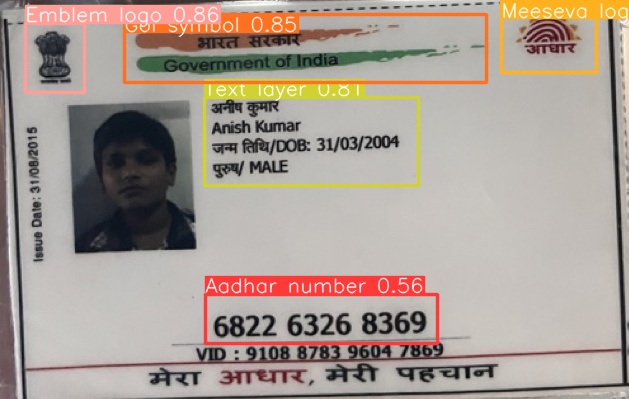 Emblem logo 0.86
GoI symbol 0.85
Meeseva log
भारत सरकार
Government of India
आधार
Text layer 0.81
अनीष कुमार
Anish Kumar
जन्म तिथि/DOB: 31/03/2004
पुरुष/ MALE
Issue Date: 31/08/2015
Aadhar number 0.56
6822 6326 8369
VID : 9108 8783 9604 7869
मेरा आधार, मेरी पहचान